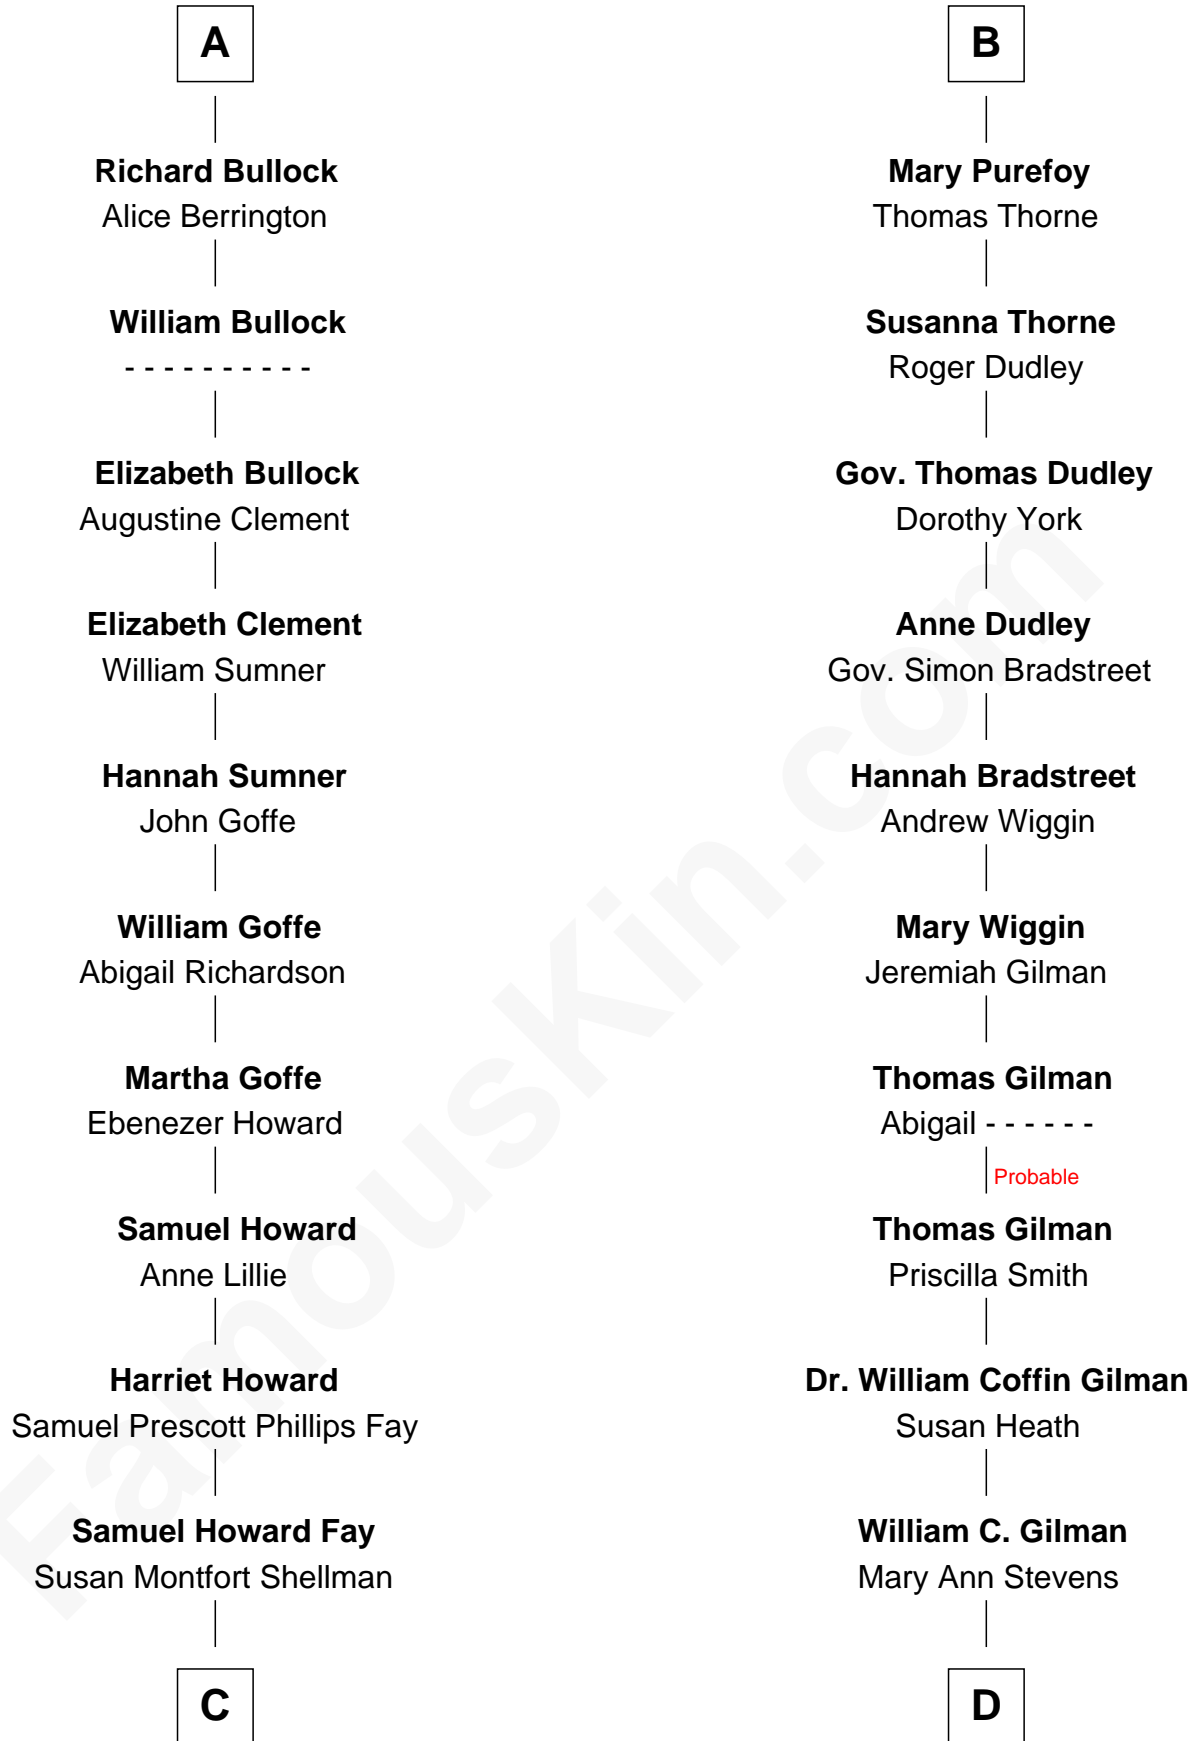 A
Richard Bullock
Alice Berrington
William Bullock
- - - - - - - - - -
Elizabeth Bullock
Augustine Clement
Elizabeth Clement
William Sumner
Hannah Sumner
John Goffe
William Goffe
Abigail Richardson
Martha Goffe
Ebenezer Howard
Samuel Howard
Anne Lillie
Harriet Howard
Samuel Prescott Phillips Fay
Samuel Howard Fay
Susan Montfort Shellman
C
B
Mary Purefoy
Thomas Thorne
Susanna Thorne
Roger Dudley
Gov. Thomas Dudley
Dorothy York
Anne Dudley
Gov. Simon Bradstreet
Hannah Bradstreet
Andrew Wiggin
Mary Wiggin
Jeremiah Gilman
Thomas Gilman
Abigail - - - - - -
Probable
Thomas Gilman
Priscilla Smith
Dr. William Coffin Gilman
Susan Heath
William C. Gilman
Mary Ann Stevens
D
FamousKin.com